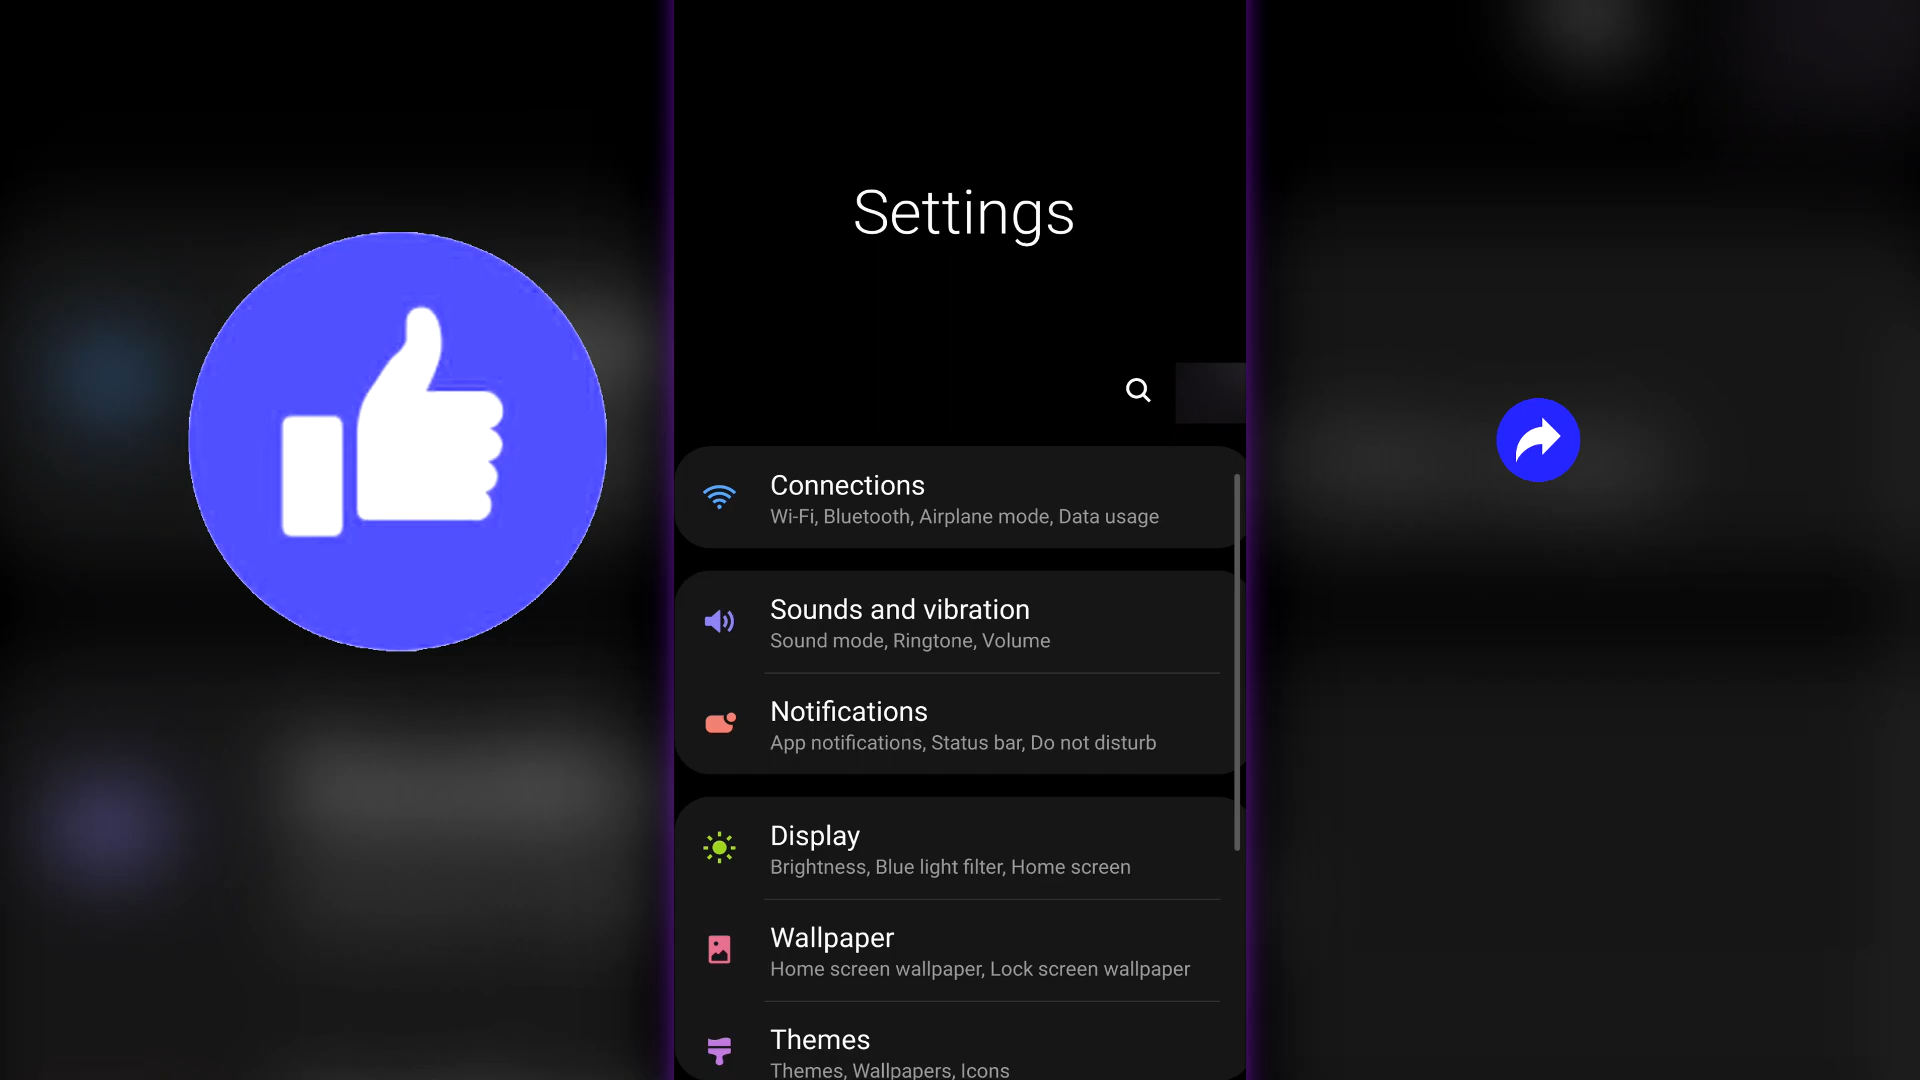 Settings
Connections
Wi-Fi, Bluetooth, Airplane mode, Data usage
Sounds and vibration
Sound mode, Ringtone, Volume
Notifications
App notifications, Status bar, Do not disturb
Display
Brightness, Blue light filter, Home screen
Wallpaper
Home screen wallpaper, Lock screen wallpaper
Themes
Themes, Wallpapers, Icons